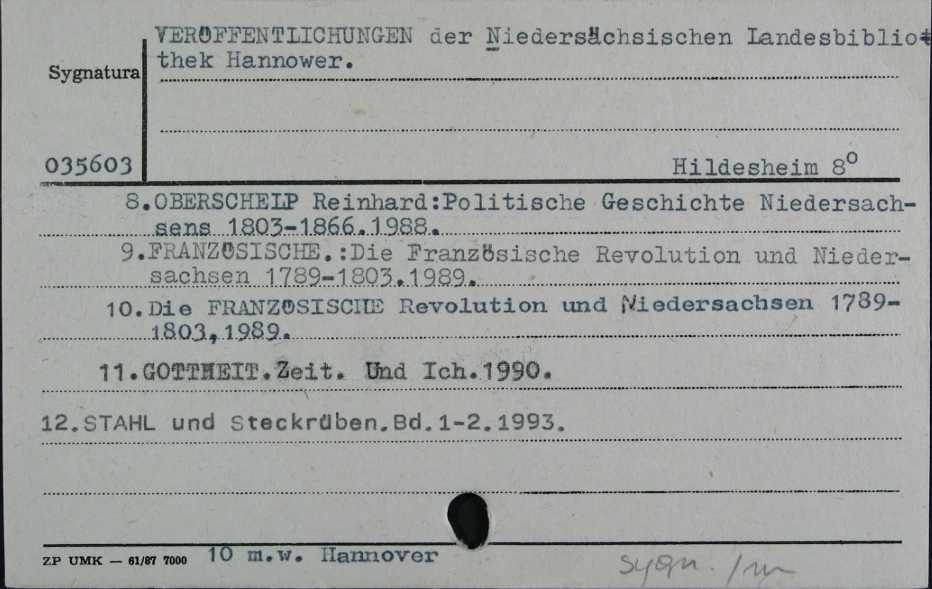 VERÖFFENTLICHUNGEN der Niedersächsischen Landesbiblio
thek Hannower.
Sygnatura
035603
Hildesheim 8⁰
8.OBERSCHELP Reinhard:Politische Geschichte Niedersach-
sens 1803-1866.1988.
9.FRANZÖSISCHE.:Die Französische Revolution und Nieder-
sachsen 1789-1803.1989.
10.Die FRANZÖSISCHE Revolution und Niedersachsen 1789-
1803,1989.
11.GOTTHEIT.Zeit. Und Ich.1990.
12.STAHL und Steckrüben.Bd.1-2.1993.
ZP UMK — 61/87 7000
10 m.w. Hannover
sygn.